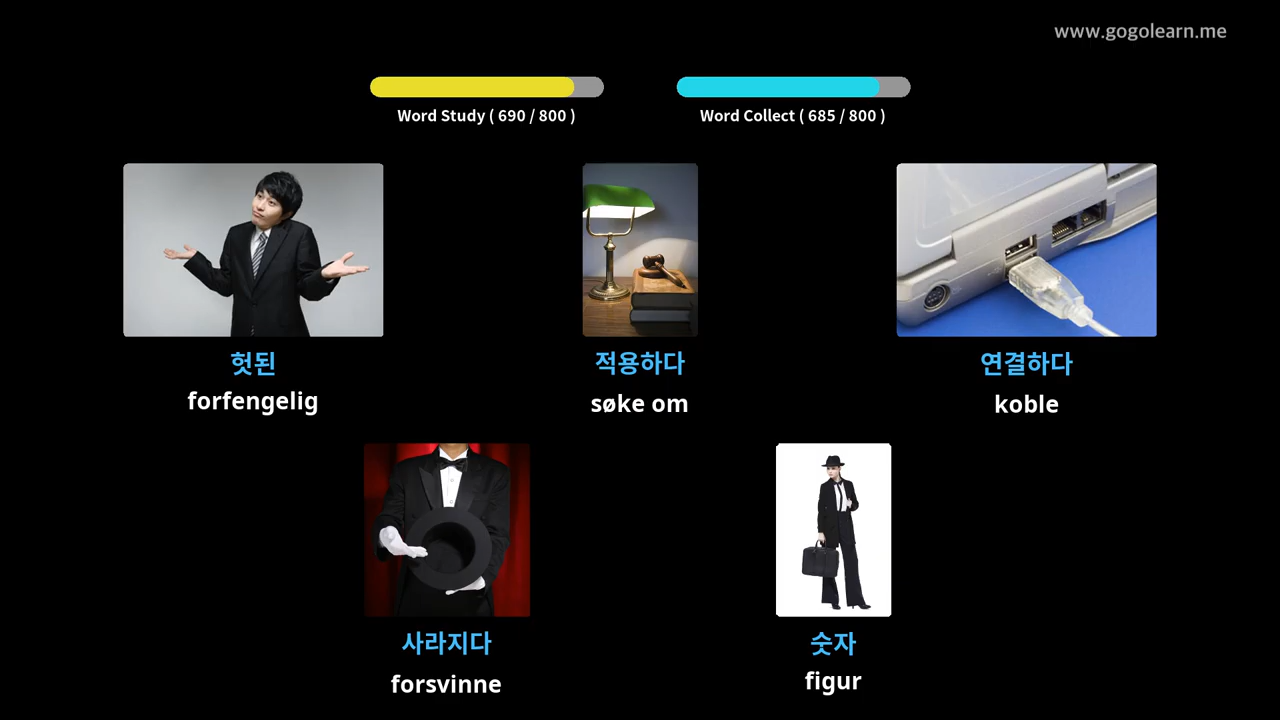 www.gogolearn.me
Word Study ( 690 / 800 )
Word Collect ( 685 / 800 )
헛된
forfengelig
적용하다
søke om
연결하다
koble
사라지다
forsvinne
숫자
figur